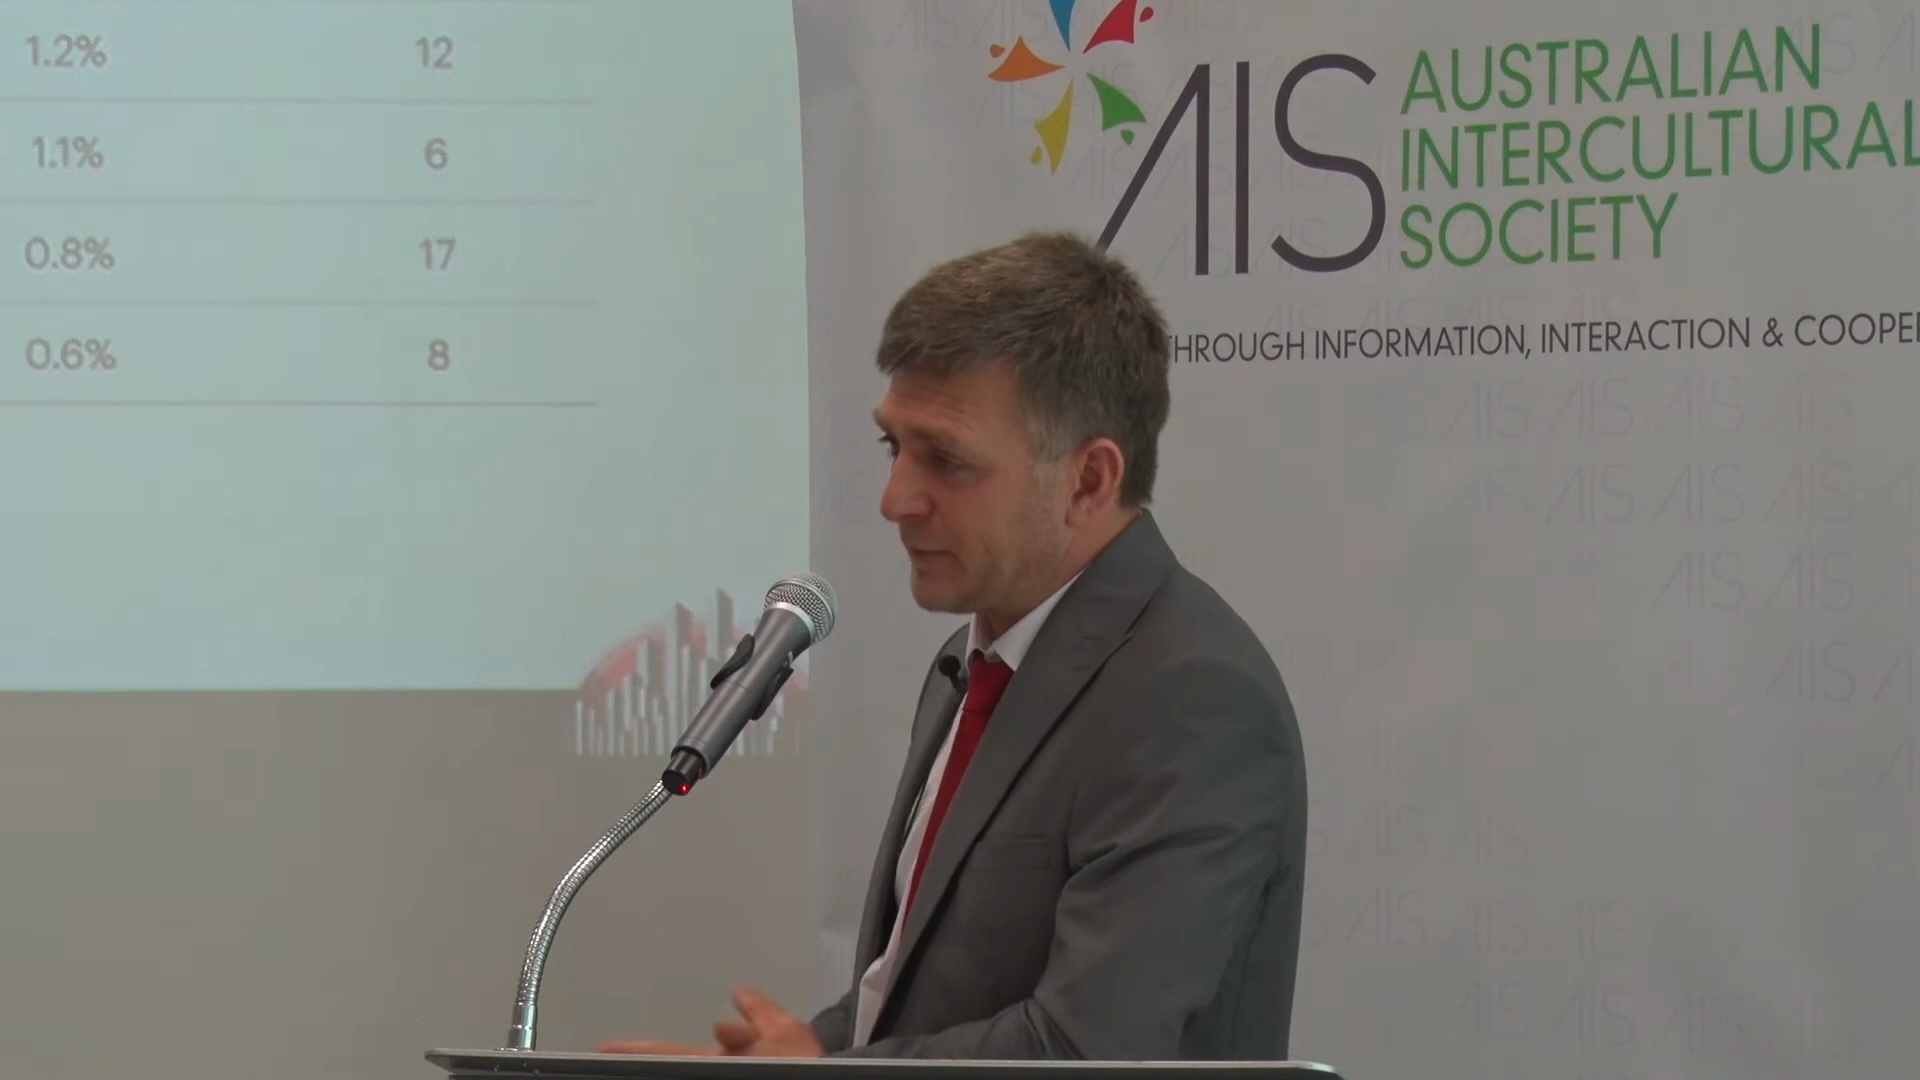 1.2% 12
1.1% 6
0.8% 17
0.6% 8
AIS
AUSTRALIAN
INTERCULTURAL
SOCIETY
THROUGH INFORMATION, INTERACTION & COOPE